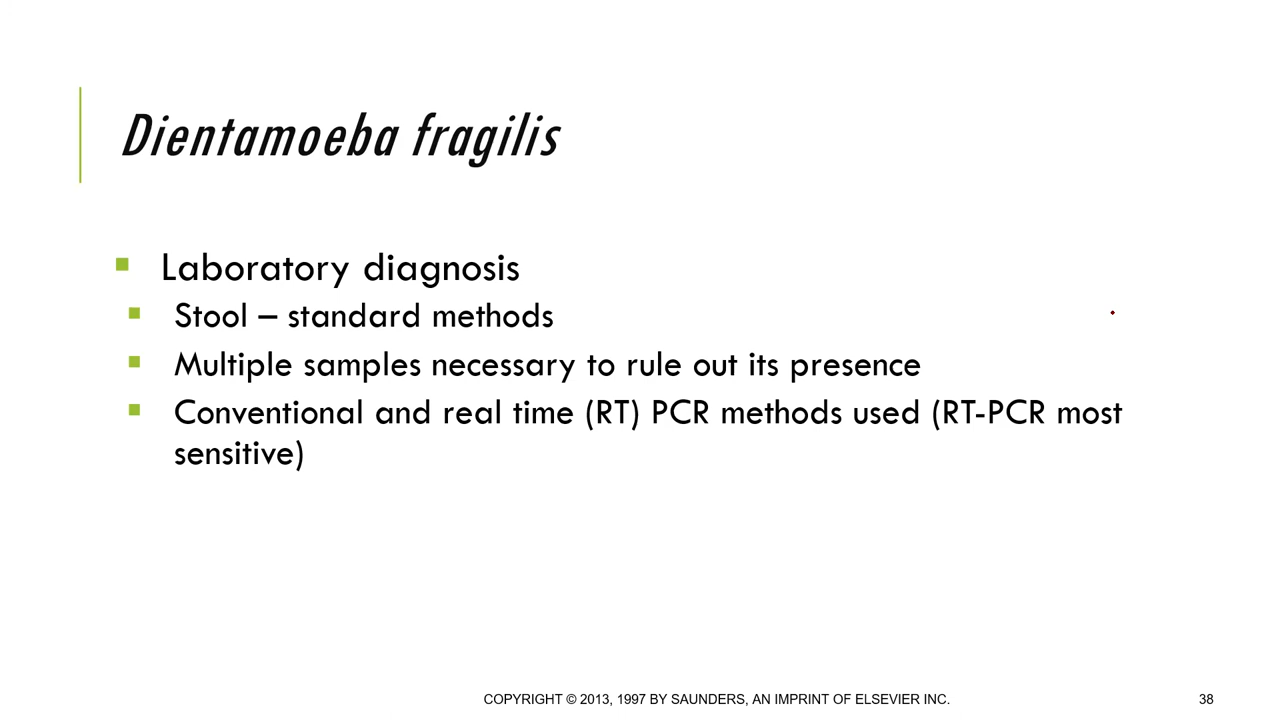 Dientamoeba fragilis
Laboratory diagnosis
Stool – standard methods
Multiple samples necessary to rule out its presence
Conventional and real time (RT) PCR methods used (RT-PCR most
sensitive)
COPYRIGHT © 2013, 1997 BY SAUNDERS, AN IMPRINT OF ELSEVIER INC.
38